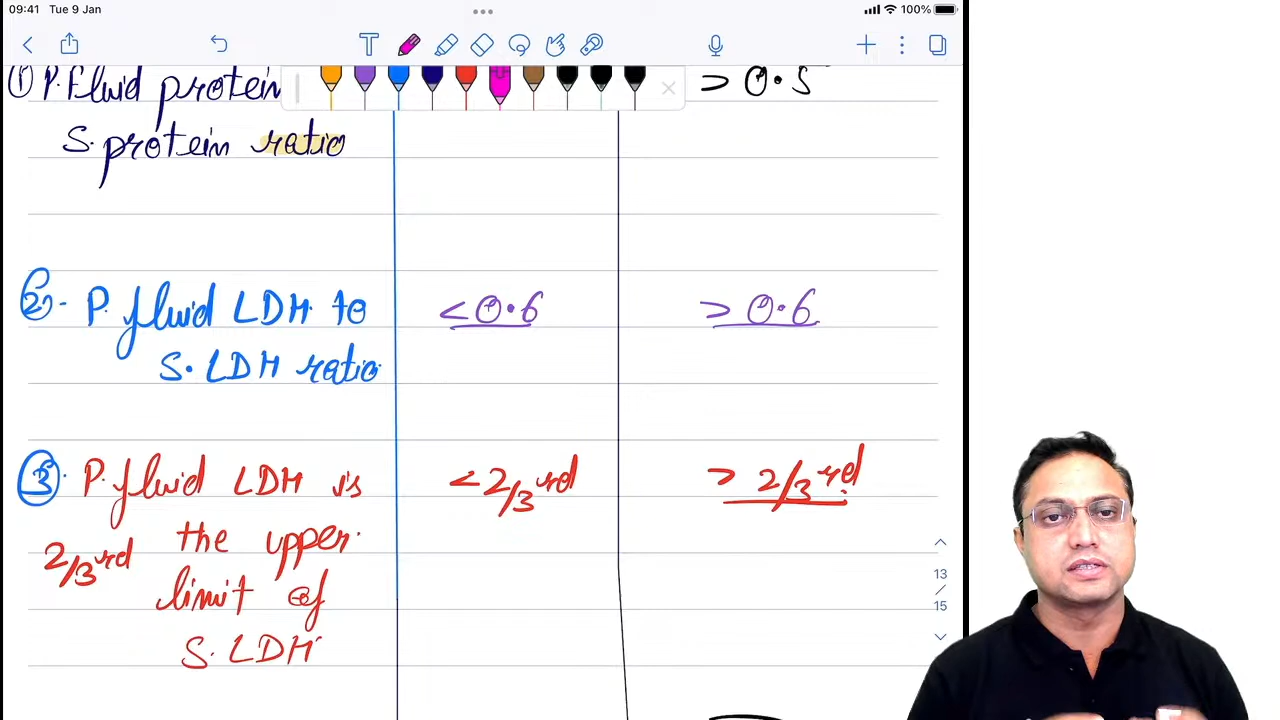 09:41 Tue 9 Jan
100%
T
① P. fluid protein > 0.5
S. protein ratio
2. P. fluid LDH to < 0.6 > 0.6
S. LDH ratio
3. P. fluid LDH is < 2/3rd > 2/3rd
2/3rd the upper
limit of
S. LDH
13
/
15